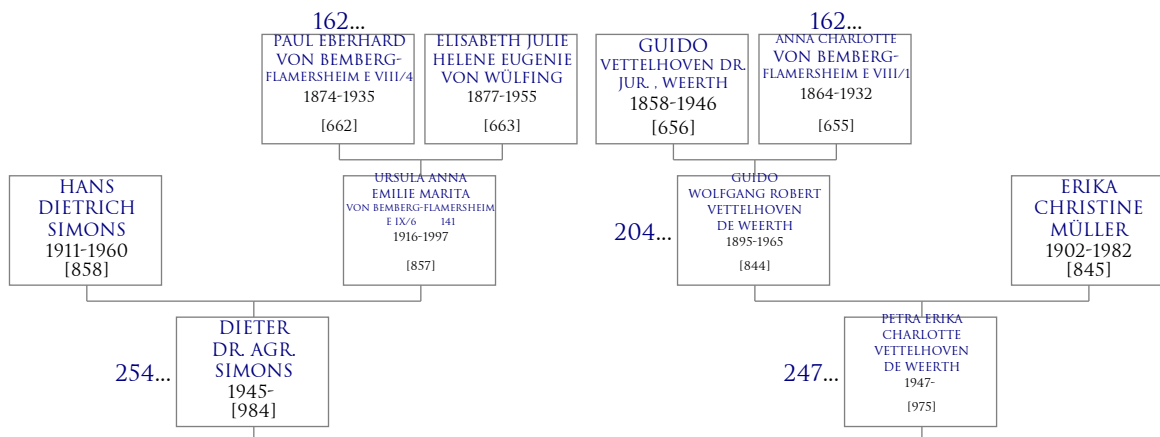 162...
PAUL EBERHARD
VON BEMBERG-
FLAMERSHEIM E VIII/4
1874-1935
[662]
ELISABETH JULIE
HELENE EUGENIE
VON WÜLFING
1877-1955
[663]
GUIDO
VETTELHOVEN DR.
JUR. , WEERTH
1858-1946
[656]
162...
ANNA CHARLOTTE
VON BEMBERG-
FLAMERSHEIM E VIII/1
1864-1932
[655]
HANS
DIETRICH
SIMONS
1911-1960
[858]
URSULA ANNA
EMILIE MARITA
VON BEMBERG-FLAMERSHEIM
E IX/6 141
1916-1997
[857]
204...
GUIDO
WOLFGANG ROBERT
VETTELHOVEN
DE WEERTH
1895-1965
[844]
ERIKA
CHRISTINE
MÜLLER
1902-1982
[845]
254...
DIETER
DR. AGR.
SIMONS
1945-
[984]
247...
PETRA ERIKA
CHARLOTTE
VETTELHOVEN
DE WEERTH
1947-
[975]